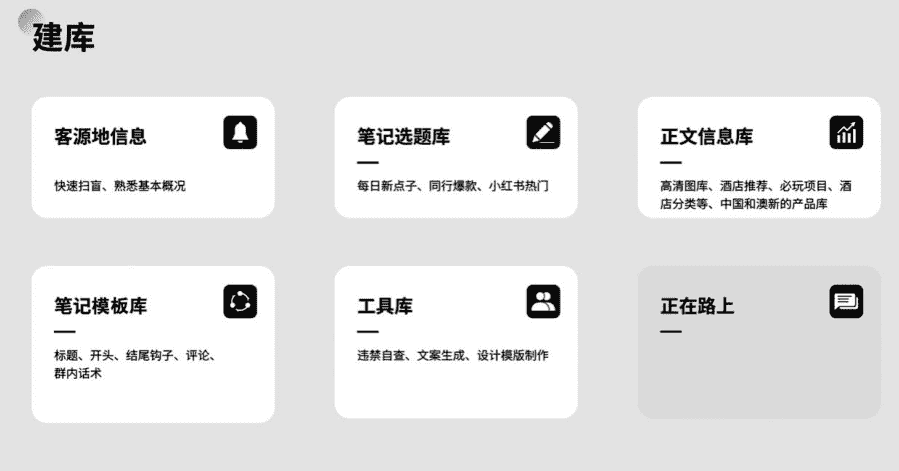 建库
客源地信息
快速扫盲、熟悉基本概况
笔记选题库
每日新点子、同行爆款、小红书热门
正文信息库
高清图库、酒店推荐、必玩项目、酒
店分类等、中国和澳新的产品库
笔记模板库
标题、开头、结尾钩子、评论、
群内话术
工具库
违禁自查、文案生成、设计模版制作
正在路上